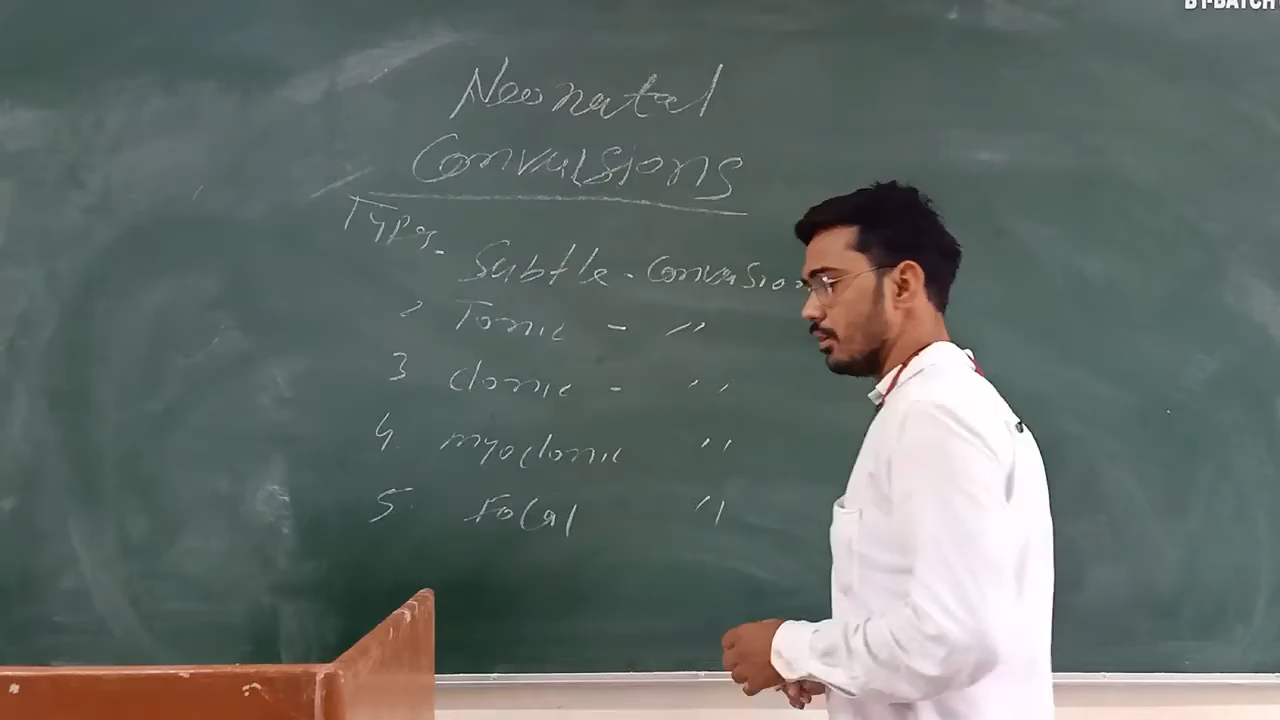 BY-BATCH
Neonatal
Convulsions
Types
Subtle - Convulsion
2 Tonic - "
3 Clonic - "
4. myoclonic "
5. Focal "